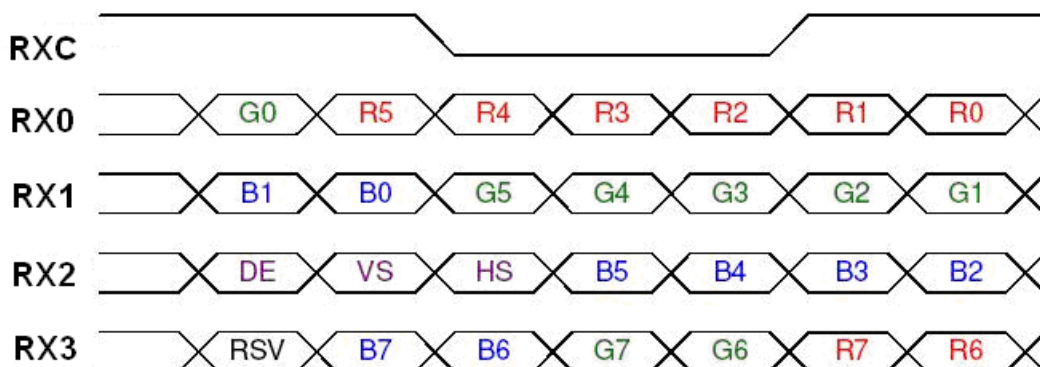 RXC
RX0 G0 R5 R4 R3 R2 R1 R0
RX1 B1 B0 G5 G4 G3 G2 G1
RX2 DE VS HS B5 B4 B3 B2
RX3 RSV B7 B6 G7 G6 R7 R6